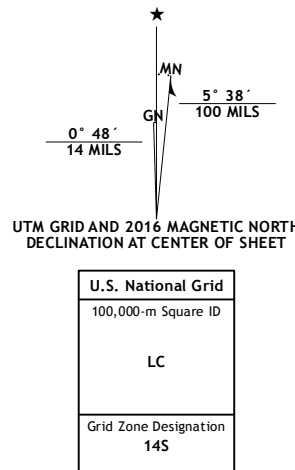 ★
MN
GN
5° 38´
100 MILS
0° 48´
14 MILS
UTM GRID AND 2016 MAGNETIC NORTH
DECLINATION AT CENTER OF SHEET
U.S. National Grid
100,000-m Square ID
LC
Grid Zone Designation
14S